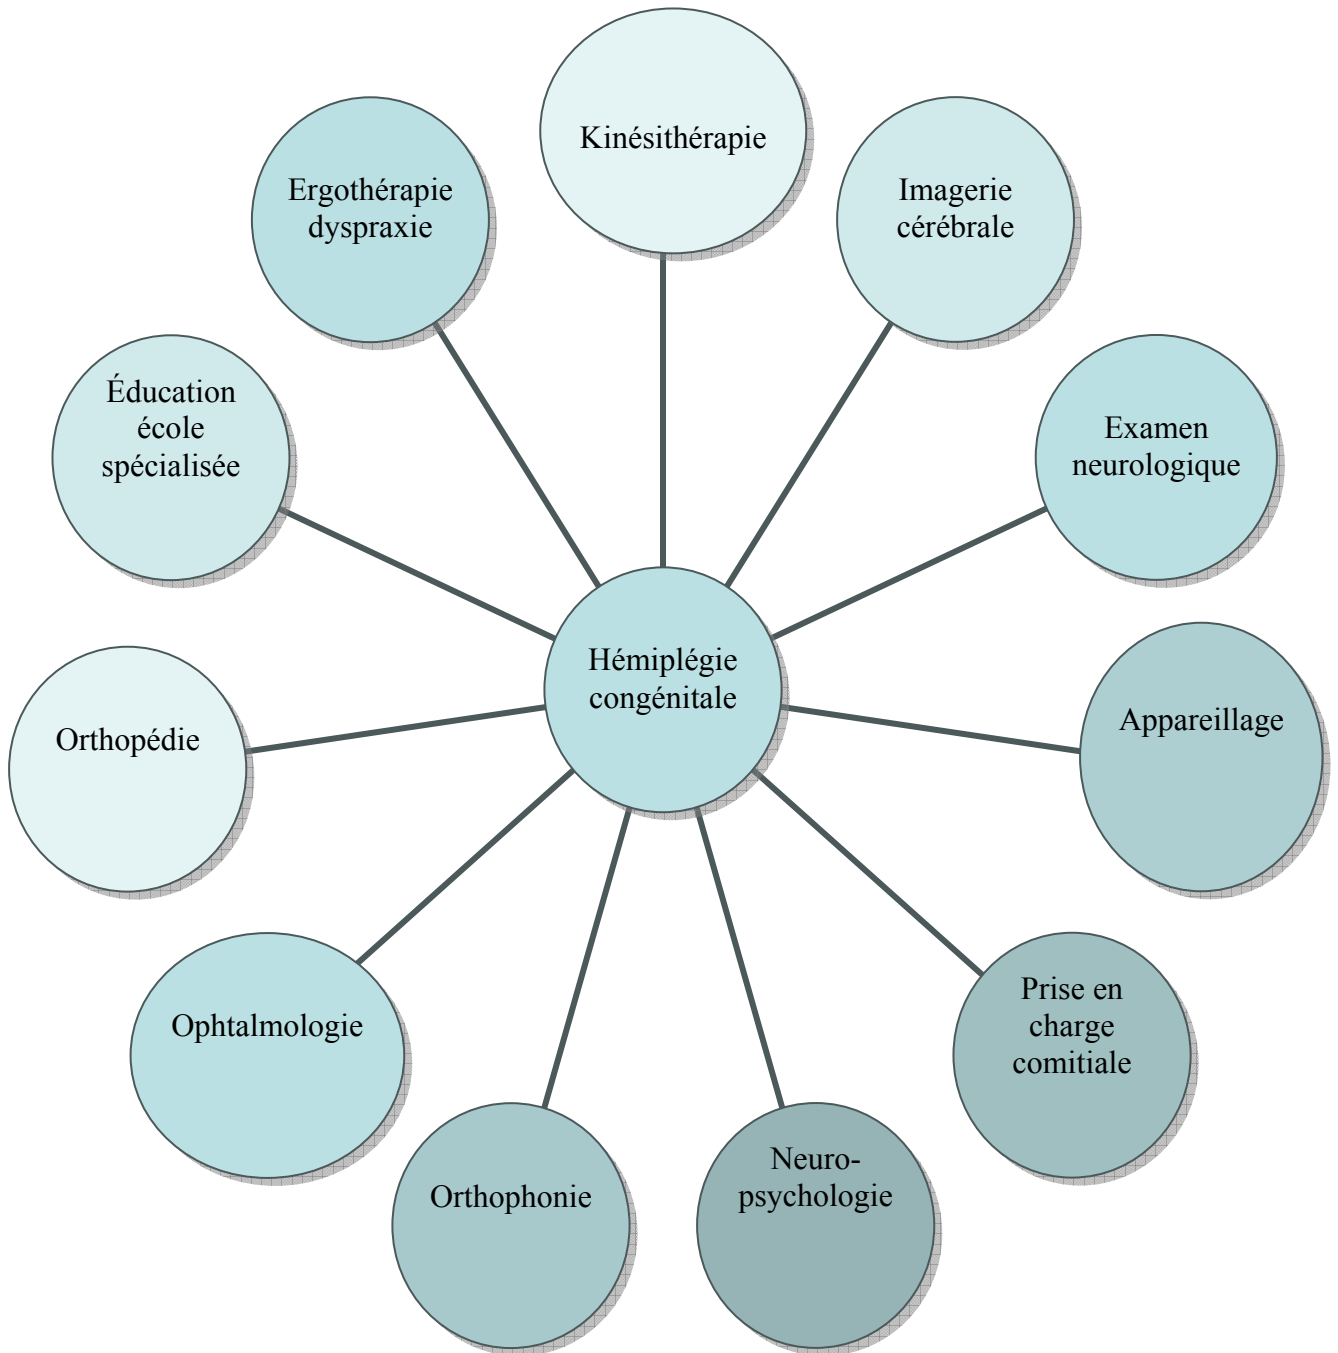 Kinésithérapie
Imagerie
cérébrale
Examen
neurologique
Appareillage
Prise en
charge
comitiale
Neuro-
psychologie
Orthophonie
Ophtalmologie
Orthopédie
Éducation
école
spécialisée
Ergothérapie
dyspraxie
Hémiplégie
congénitale